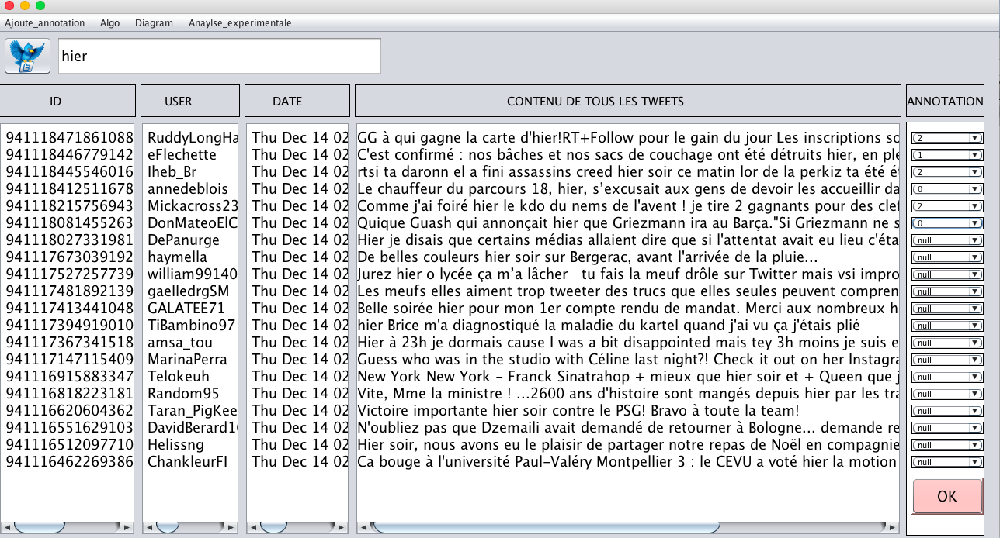 Ajoute_annotation Algo Diagram Anaylse_experimentale
hier
ID USER DATE CONTENU DE TOUS LES TWEETS ANNOTATION
941118471861088 RuddyLongHa Thu Dec 14 02 GG à qui gagne la carte d'hier!RT+Follow pour le gain du jour Les inscriptions so 2
941118446779142 eFlechette Thu Dec 14 02 C'est confirmé : nos bâches et nos sacs de couchage ont été détruits hier, en ple 1
941118445546016 Iheb_Br Thu Dec 14 02 rtsi ta daronn el a fini assassins creed hier soir ce matin lor de la perkiz ta été ét 2
941118412511678 annedeblois Thu Dec 14 02 Le chauffeur du parcours 18, hier, s’excusait aux gens de devoir les accueillir da 0
941118215756943 Mickacross23 Thu Dec 14 02 Comme j'ai foiré hier le kdo du nems de l'avent ! je tire 2 gagnants pour des clef 2
941118081455263 DonMateoElC Thu Dec 14 02 Quique Guash qui annonçait hier que Griezmann ira au Barça."Si Griezmann ne s 0
941118027331981 DePanurge Thu Dec 14 02 Hier je disais que certains médias allaient dire que si l'attentat avait eu lieu c'éta null
941117673039192 haymella Thu Dec 14 02 De belles couleurs hier soir sur Bergerac, avant l'arrivée de la pluie... null
941117527257739 william99140 Thu Dec 14 02 Jurez hier o lycée ça m’a lâcher tu fais la meuf drôle sur Twitter mais vsi impro null
941117481892139 gaelledrgSM Thu Dec 14 02 Les meufs elles aiment trop tweeter des trucs que elles seules peuvent compren null
941117413441048 GALATEE71 Thu Dec 14 02 Belle soirée hier pour mon 1er compte rendu de mandat. Merci aux nombreux h null
941117394919010 TiBambino97 Thu Dec 14 02 hier Brice m'a diagnostiqué la maladie du kartel quand j'ai vu ça j'étais plié null
941117367341518 amsa_tou Thu Dec 14 02 Hier à 23h je dormais cause I was a bit disappointed mais tey 3h moins je suis e null
941117147115409 MarinaPerra Thu Dec 14 02 Guess who was in the studio with Céline last night?! Check it out on her Instagra null
941116915883347 Telokeuh Thu Dec 14 02 New York New York - Franck Sinatrahop + mieux que hier soir et + Queen que j null
941116818223181 Random95 Thu Dec 14 02 Vite, Mme la ministre ! ...2600 ans d'histoire sont mangés depuis hier par les tra null
941116620604362 Taran_PigKee Thu Dec 14 02 Victoire importante hier soir contre le PSG! Bravo à toute la team! null
941116551629103 DavidBerard10 Thu Dec 14 02 N'oubliez pas que Dzemaili avait demandé de retourner à Bologne... demande re null
941116512097710 Helissng Thu Dec 14 02 Hier soir, nous avons eu le plaisir de partager notre repas de Noël en compagnie null
941116462269386 ChankleurFI Thu Dec 14 02 Ca bouge à l'université Paul-Valéry Montpellier 3 : le CEVU a voté hier la motion null
OK